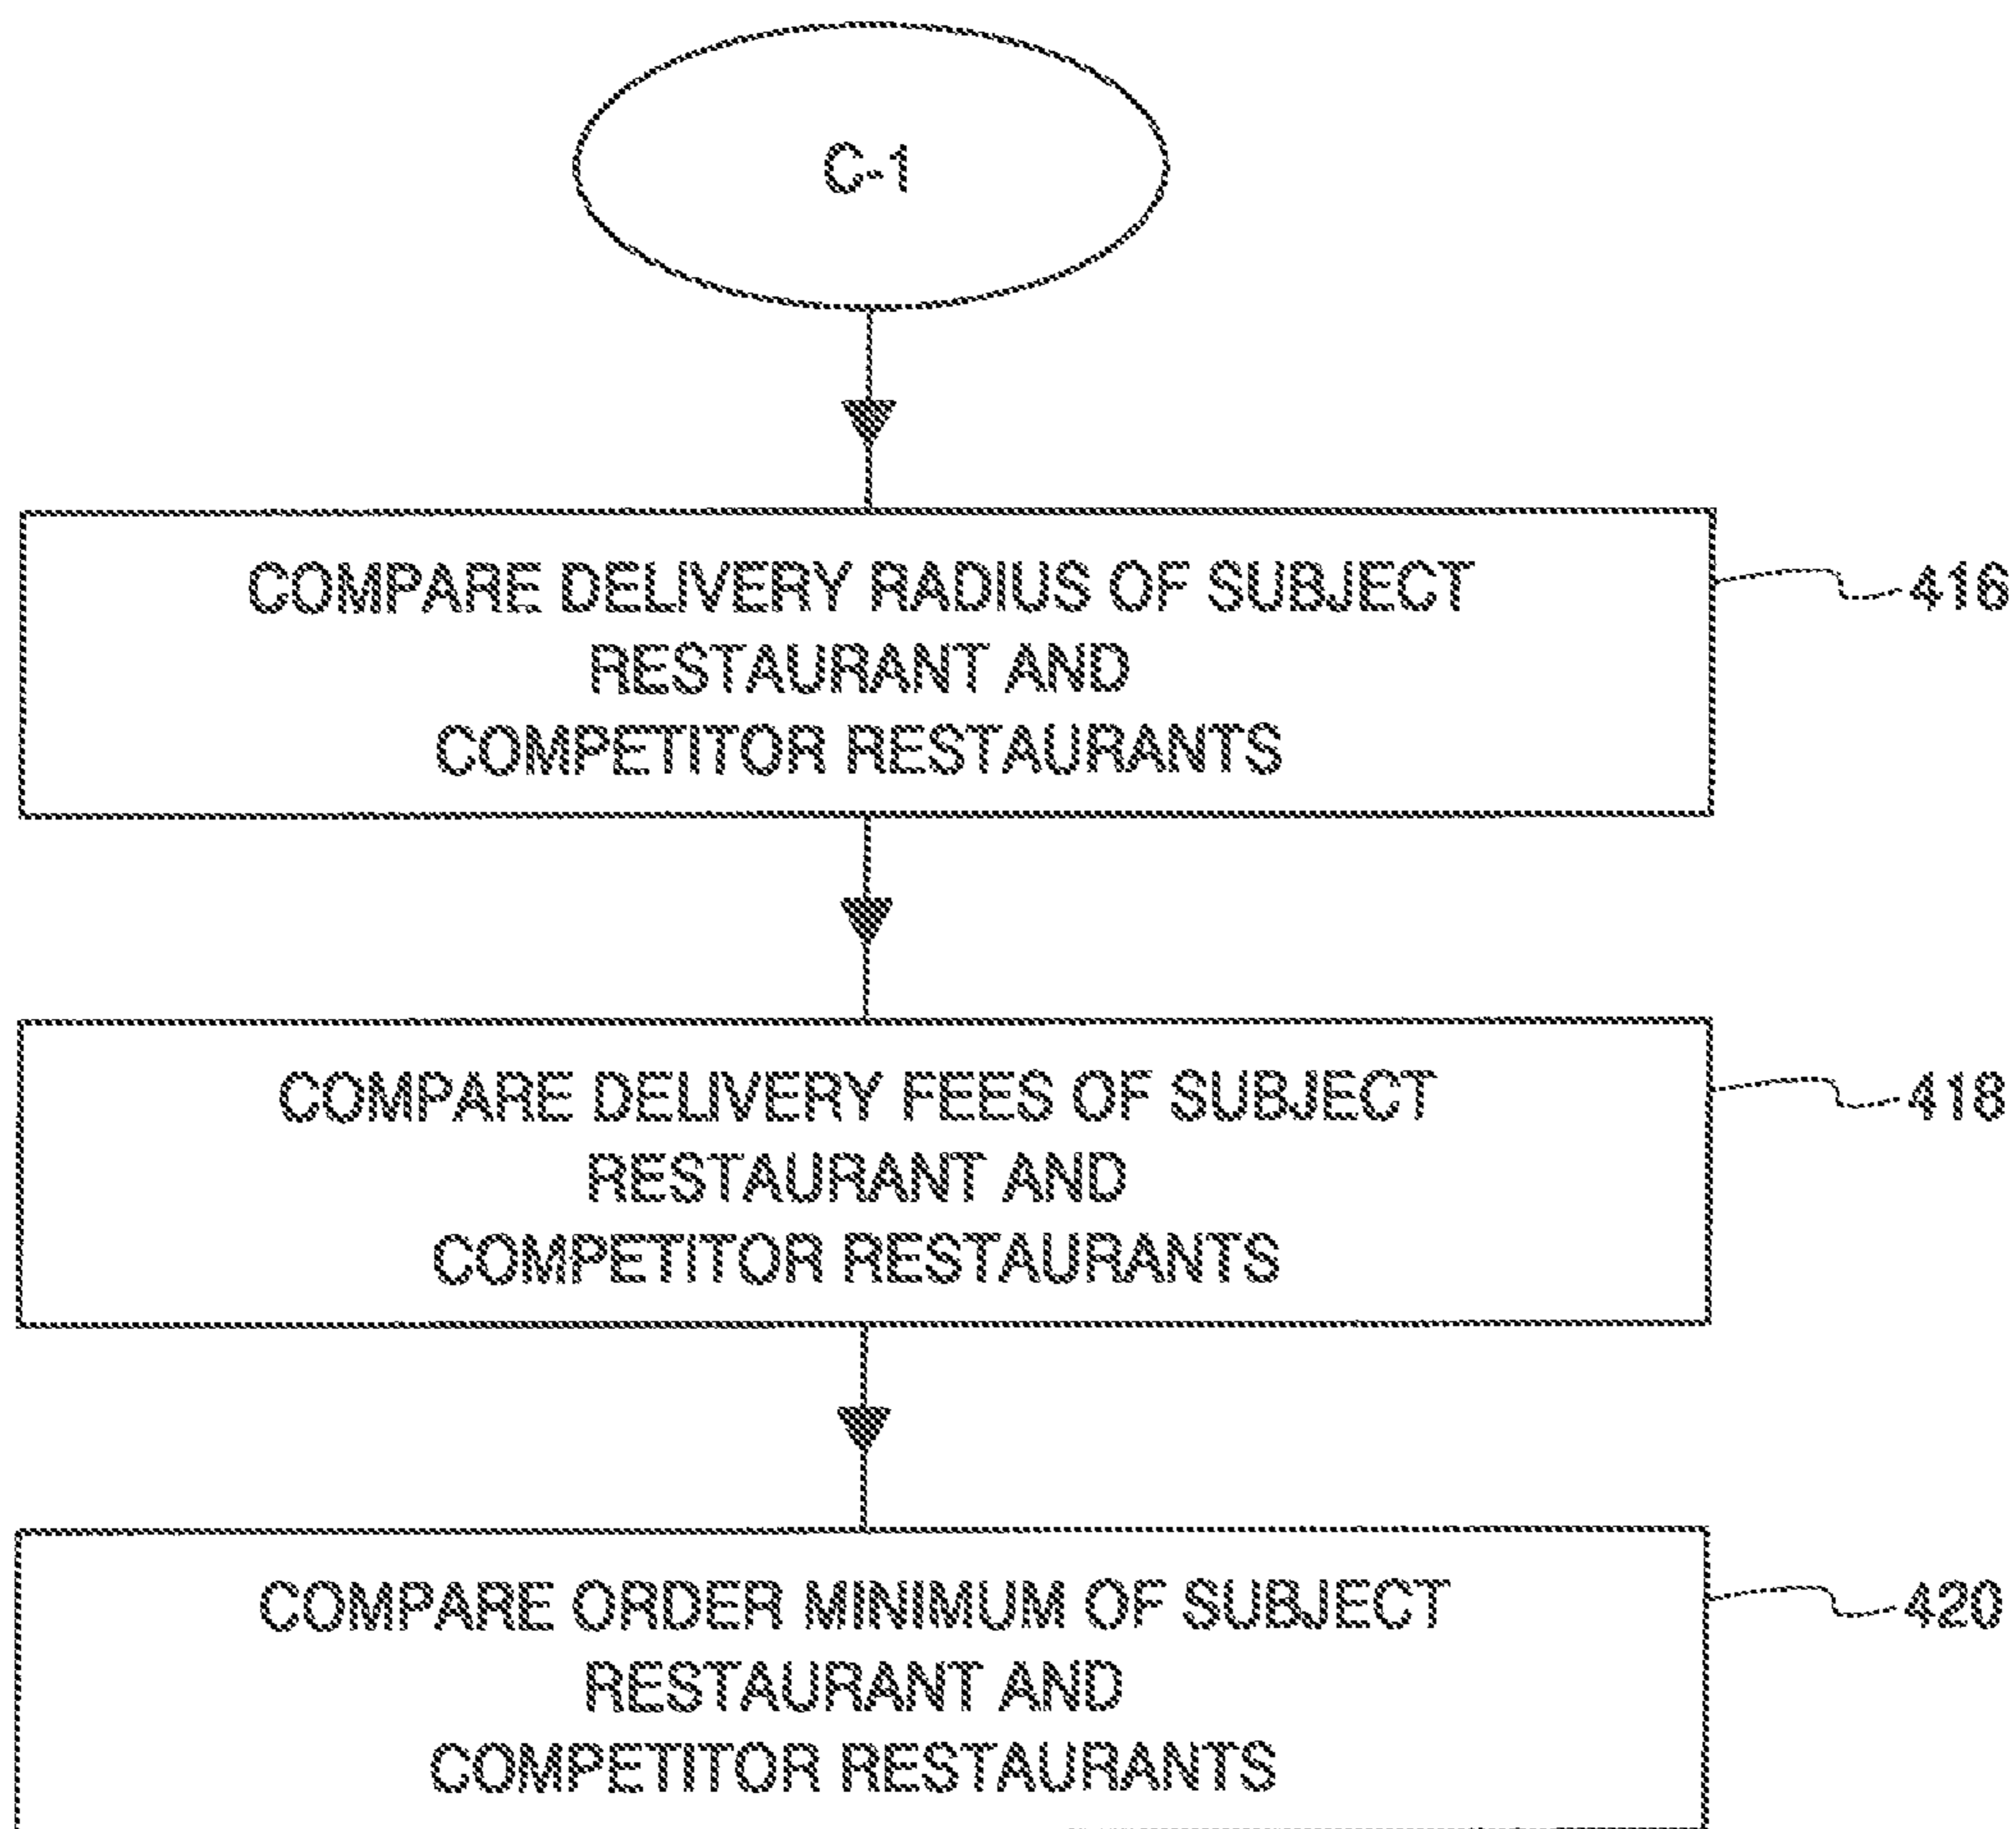 C-1
COMPARE DELIVERY RADIUS OF SUBJECT
RESTAURANT AND
COMPETITOR RESTAURANTS
416
COMPARE DELIVERY FEES OF SUBJECT
RESTAURANT AND
COMPETITOR RESTAURANTS
418
COMPARE ORDER MINIMUM OF SUBJECT
RESTAURANT AND
COMPETITOR RESTAURANTS
420